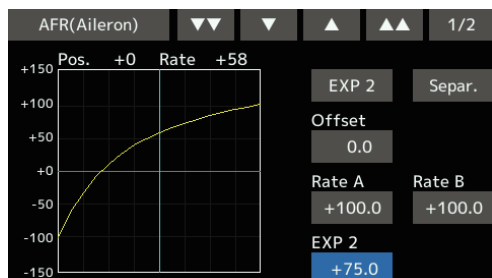 AFR(Aileron) ▼▼ ▼ ▲ ▲▲ 1/2
Pos. +0 Rate +58
+150
+100
+50
+0
-50
-100
-150
EXP 2 Separ.
Offset
0.0
Rate A Rate B
+100.0 +100.0
EXP 2
+75.0